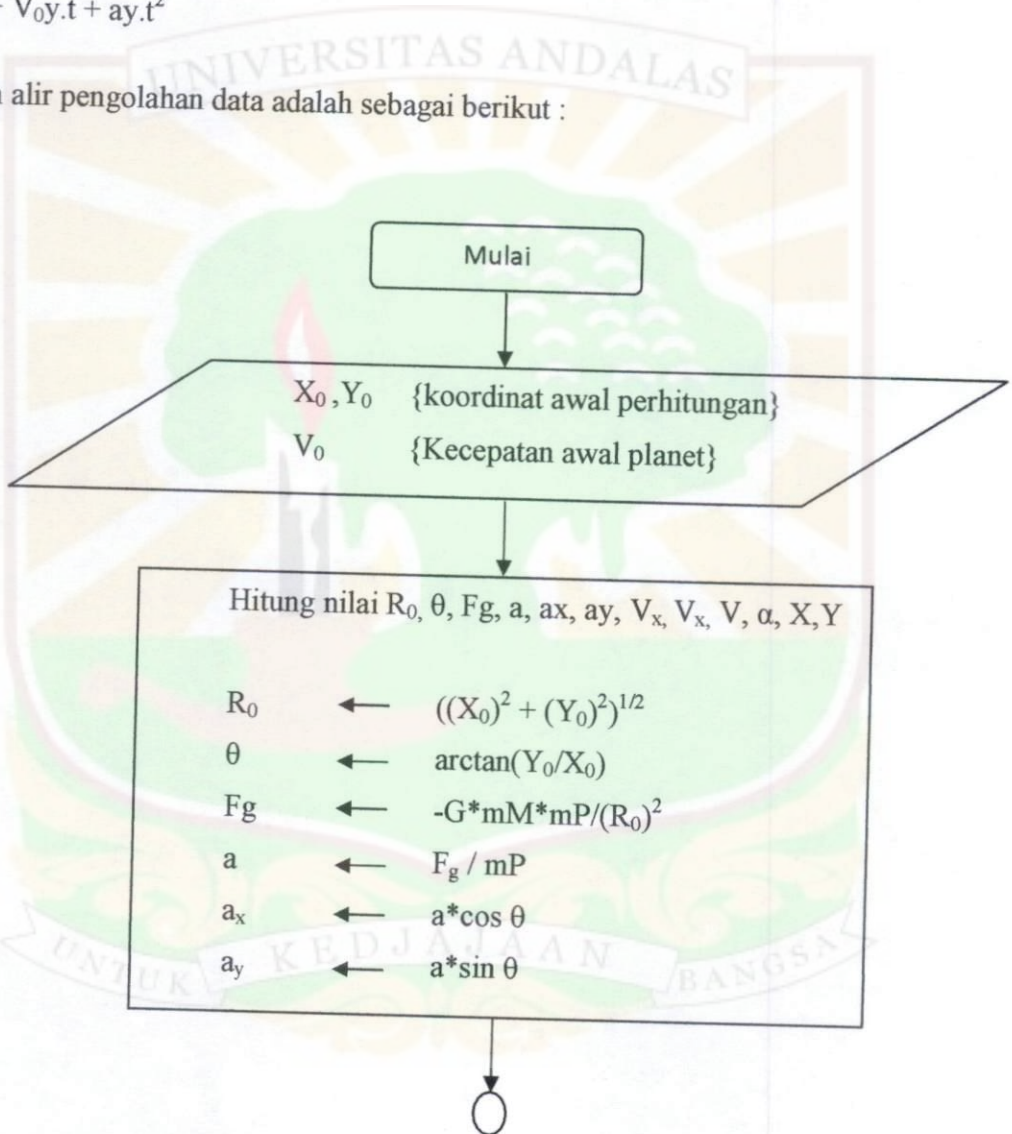 V₀y.t + ay.t²
UNIVERSITAS ANDALAS
alir pengolahan data adalah sebagai berikut :
Mulai
X₀ ,Y₀ {koordinat awal perhitungan}
V₀ {Kecepatan awal planet}
Hitung nilai R₀, θ, Fg, a, ax, ay, Vₓ, Vₓ, V, α, X,Y
R₀ ← ((X₀)² + (Y₀)²)^1/2
θ ← arctan(Y₀/X₀)
Fg ← -G*mM*mP/(R₀)²
a ← F_g / mP
aₓ ← a*cos θ
a_y ← a*sin θ
UNTUK KEDJAJAAN BANGSA